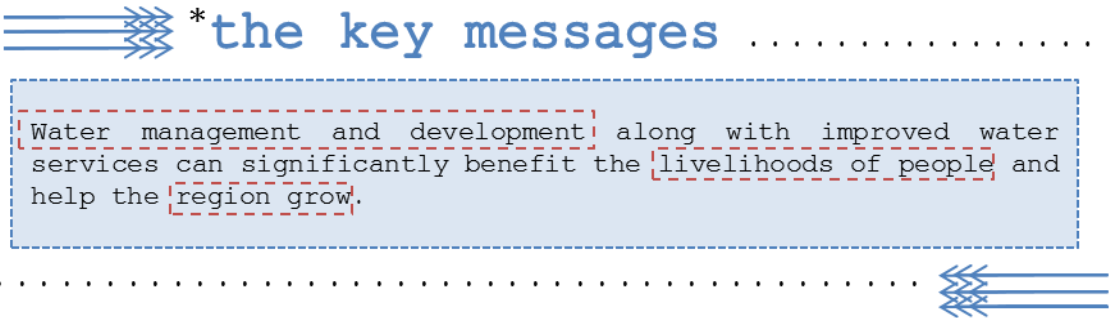 *the key messages ................
Water management and development along with improved water
services can significantly benefit the livelihoods of people and
help the region grow.